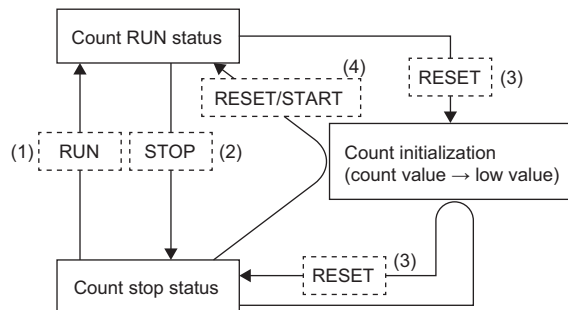 Count RUN status
(4)
RESET (3)
RESET/START
(1) RUN STOP (2)
Count initialization
(count value → low value)
(3)
RESET
Count stop status